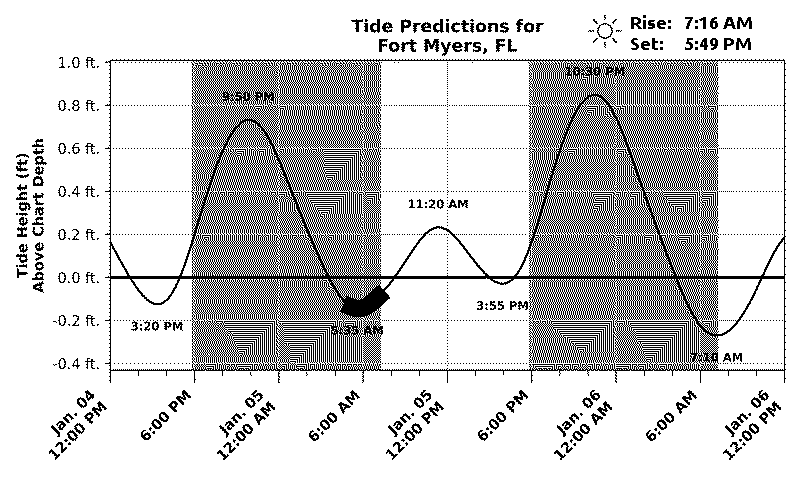 Tide Predictions for
Fort Myers, FL
Rise: 7:16 AM
Set: 5:49 PM
Tide Height (ft)
Above Chart Depth
1.0 ft.
0.8 ft.
0.6 ft.
0.4 ft.
0.2 ft.
0.0 ft.
-0.2 ft.
-0.4 ft.
3:20 PM
9:50 PM
11:20 AM
3:55 PM
10:30 PM
7:10 AM
Jan. 04
12:00 PM
6:00 PM
Jan. 05
12:00 AM
6:00 AM
Jan. 05
12:00 PM
6:00 PM
Jan. 06
12:00 AM
6:00 AM
Jan. 06
12:00 PM